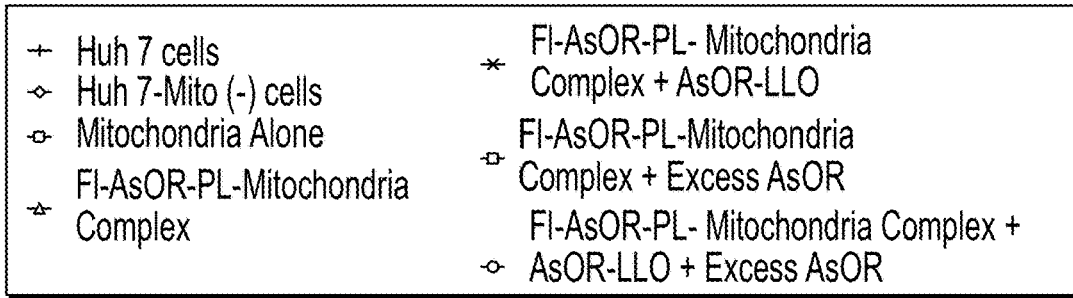 Huh 7 cells
Huh 7-Mito (-) cells
Mitochondria Alone
Fl-AsOR-PL-Mitochondria
Complex
Fl-AsOR-PL- Mitochondria
Complex + AsOR-LLO
Fl-AsOR-PL-Mitochondria
Complex + Excess AsOR
Fl-AsOR-PL- Mitochondria Complex +
AsOR-LLO + Excess AsOR